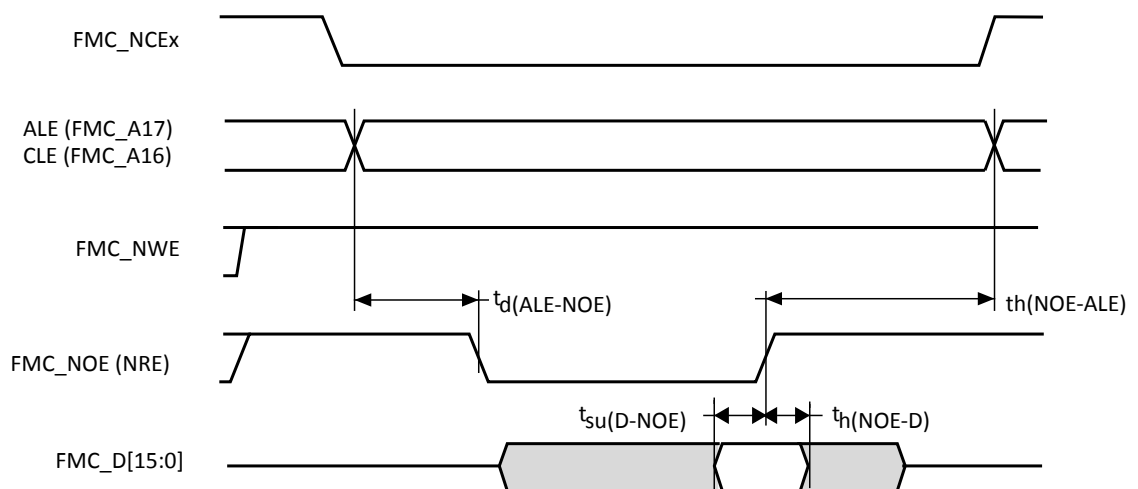 FMC_NCEx
ALE (FMC_A17)
CLE (FMC_A16)
FMC_NWE
td(ALE-NOE)
th(NOE-ALE)
FMC_NOE (NRE)
tsu(D-NOE)
th(NOE-D)
FMC_D[15:0]